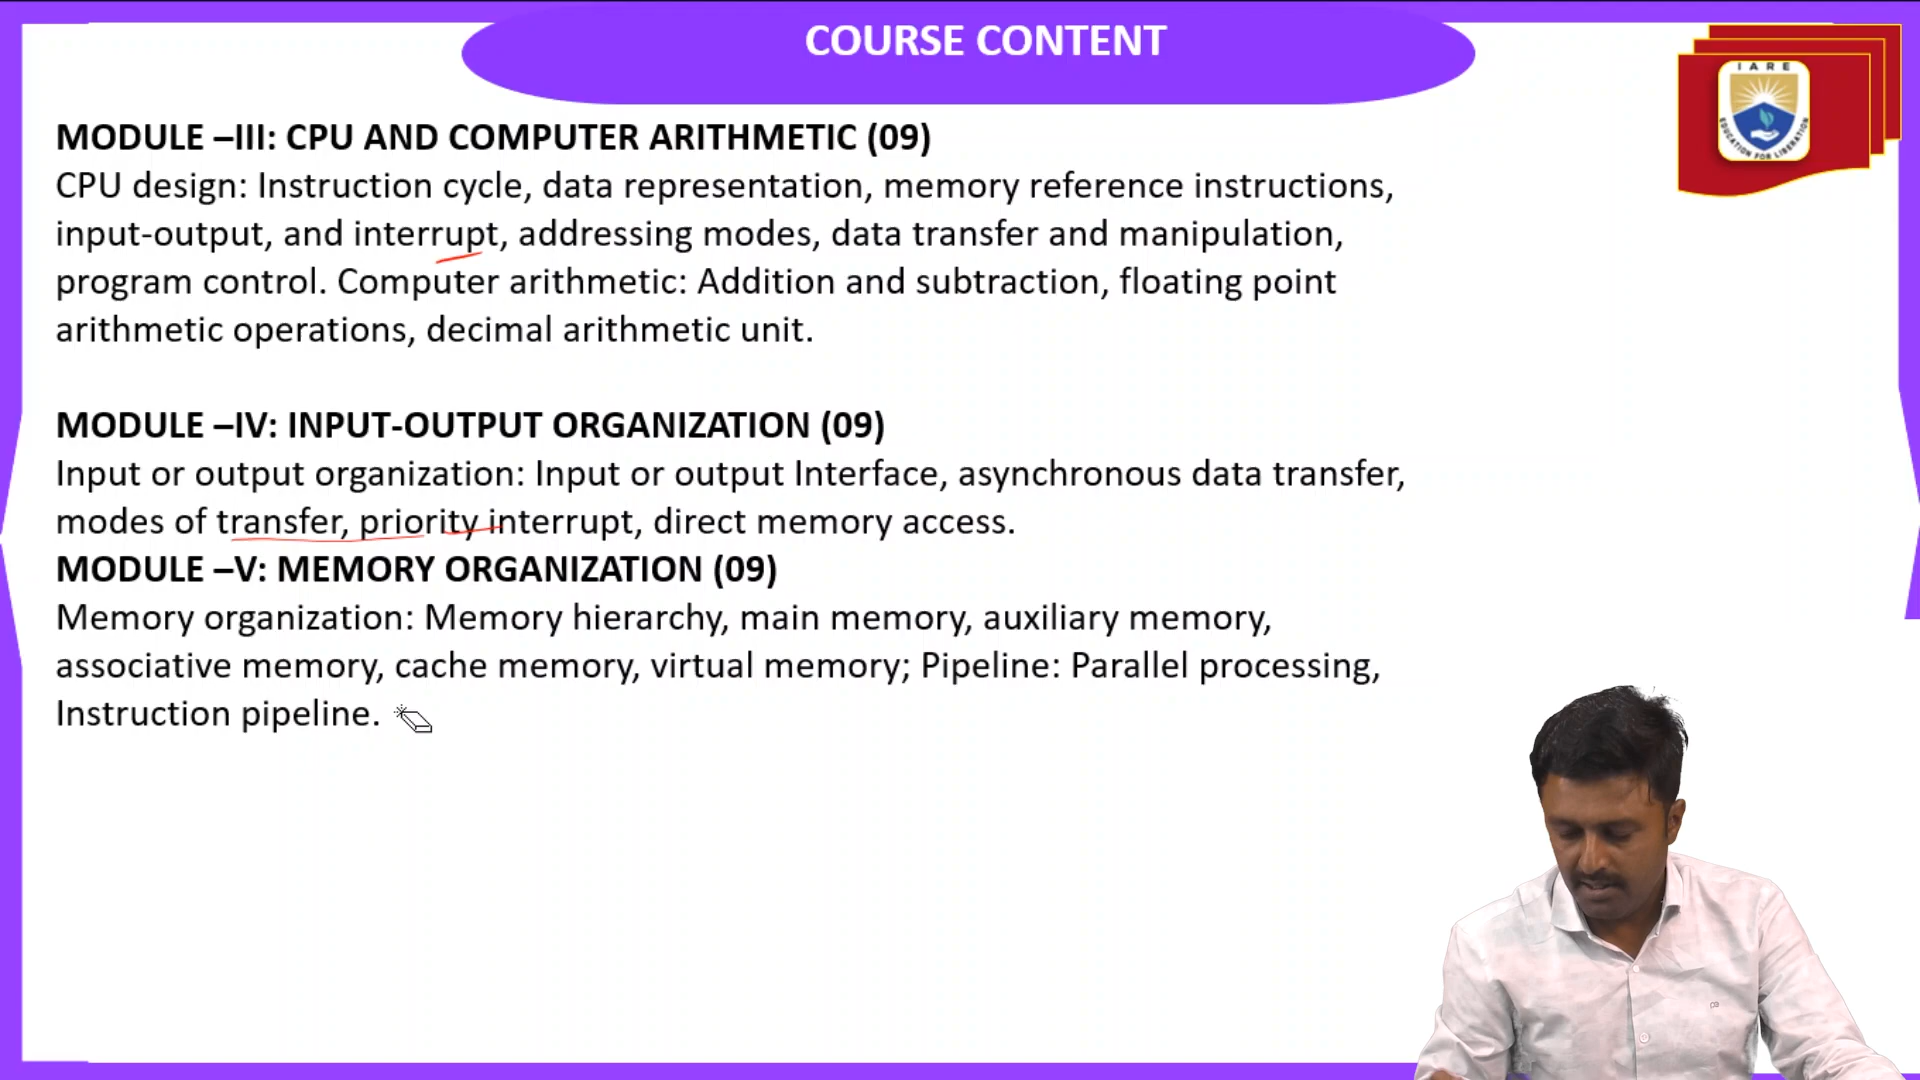 COURSE CONTENT
IARE
EDUCATION FOR LIBERATION
MODULE –III: CPU AND COMPUTER ARITHMETIC (09)
CPU design: Instruction cycle, data representation, memory reference instructions,
input-output, and interrupt, addressing modes, data transfer and manipulation,
program control. Computer arithmetic: Addition and subtraction, floating point
arithmetic operations, decimal arithmetic unit.
MODULE –IV: INPUT-OUTPUT ORGANIZATION (09)
Input or output organization: Input or output Interface, asynchronous data transfer,
modes of transfer, priority interrupt, direct memory access.
MODULE –V: MEMORY ORGANIZATION (09)
Memory organization: Memory hierarchy, main memory, auxiliary memory,
associative memory, cache memory, virtual memory; Pipeline: Parallel processing,
Instruction pipeline.